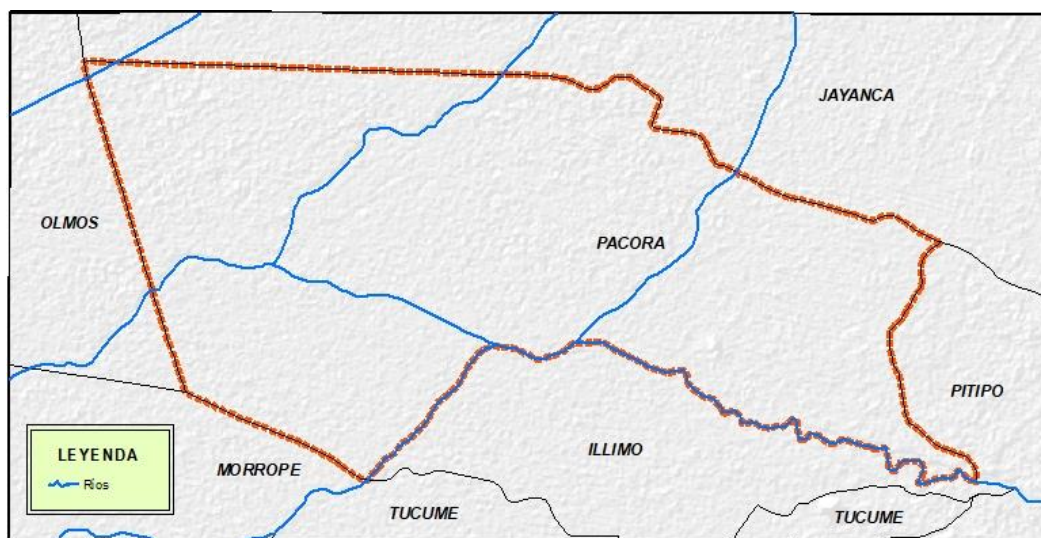 JAYANCA
OLMOS
PACORA
PITIPO
ILLIMO
LEYENDA
Ríos
MORROPE
TUCUME
TUCUME